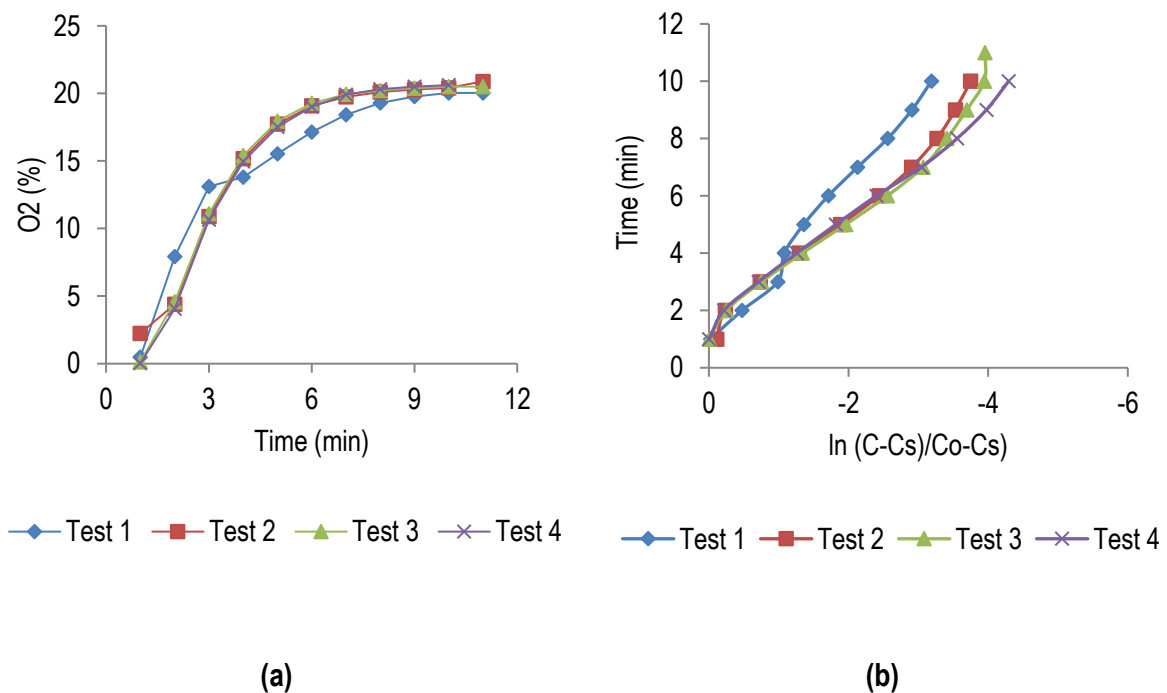 25
20
15
10
5
0
O2 (%)
0 3 6 9 12
Time (min)
Test 1 Test 2 Test 3 Test 4
(a)
12
10
8
6
4
2
0
Time (min)
0 -2 -4 -6
ln (C-Cs)/Co-Cs)
Test 1 Test 2 Test 3 Test 4
(b)